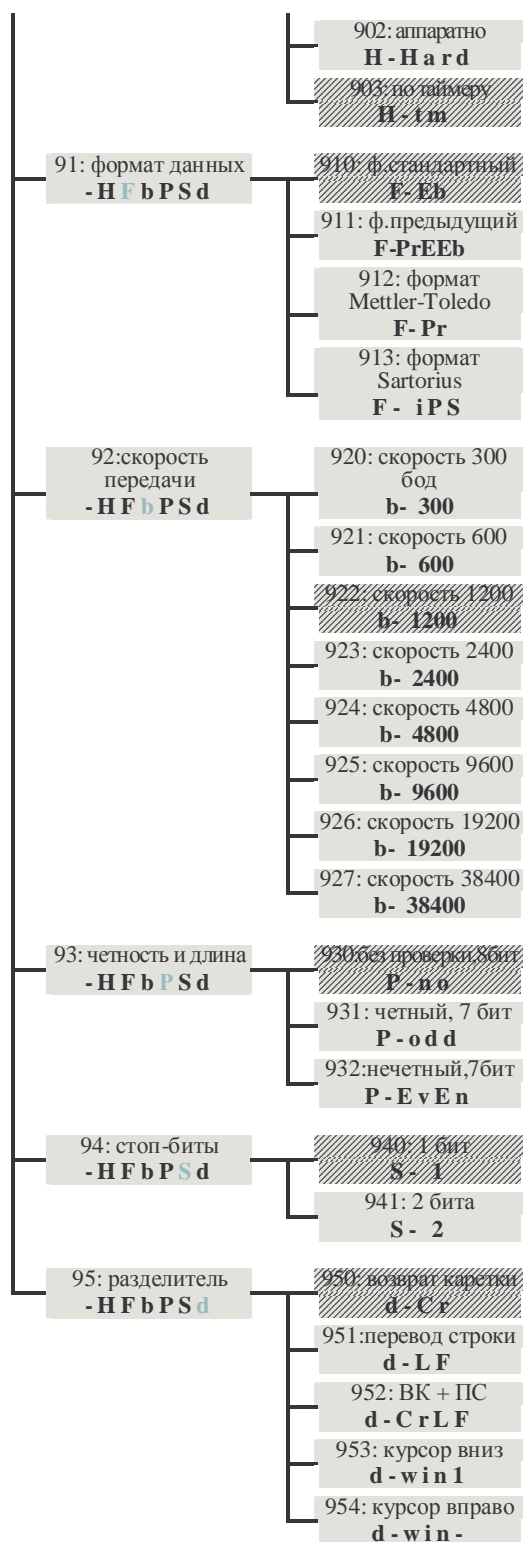 902: аппаратно
H - H a r d
903: по таймеру
H - t m
91: формат данных
- H F b P S d
910: ф.стандартный
F- Eb
911: ф.предыдущий
F-PrEEb
912: формат
Mettler-Toledo
F- Pr
913: формат
Sartorius
F - i P S
92:скорость
передачи
- H F b P S d
920: скорость 300
бод
b- 300
921: скорость 600
b- 600
922: скорость 1200
b- 1200
923: скорость 2400
b- 2400
924: скорость 4800
b- 4800
925: скорость 9600
b- 9600
926: скорость 19200
b- 19200
927: скорость 38400
b- 38400
93: четность и длина
- H F b P S d
930:без проверки,8бит
P - n o
931: четный, 7 бит
P - o d d
932:нечетный,7бит
P - E v E n
94: стоп-биты
- H F b P S d
940: 1 бит
S - 1
941: 2 бита
S - 2
95: разделитель
- H F b P S d
950: возврат каретки
d - C r
951:перевод строки
d - L F
952: ВК + ПС
d - C r L F
953: курсор вниз
d - w i n 1
954: курсор вправо
d - w i n -